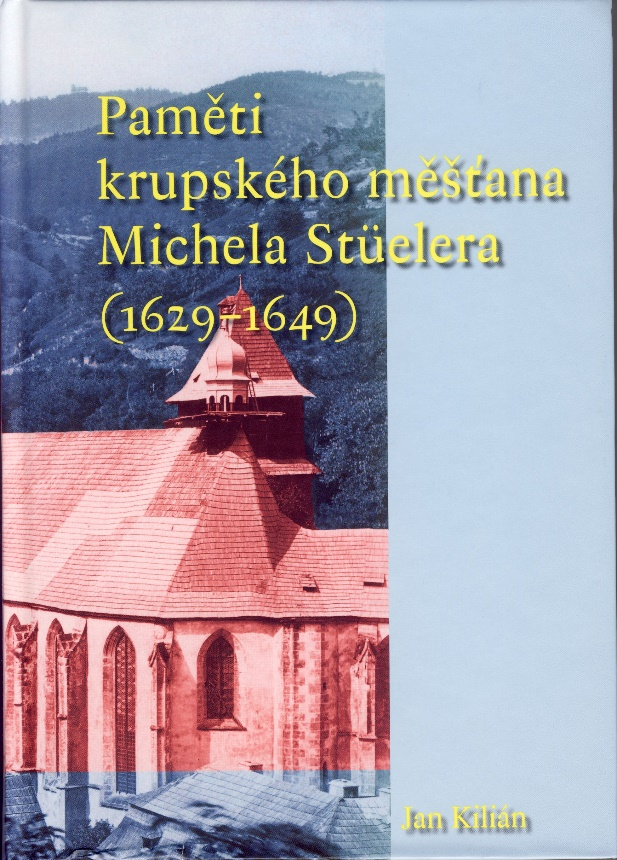 Paměti
krupského měšťana
Michela Stüelera
(1629–1649)
Jan Kilián